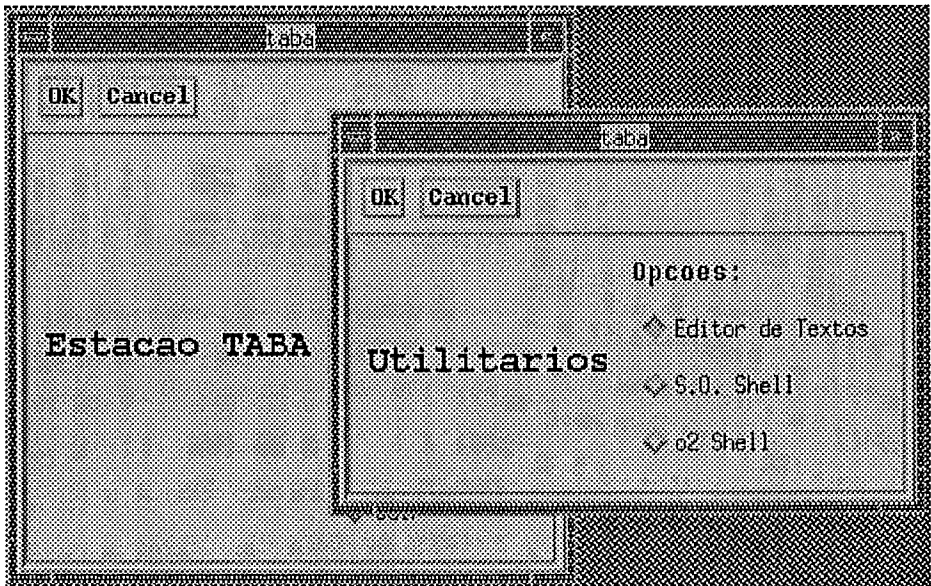 taba
OK Cancel
Estacao TABA
taba
OK Cancel
Opcoes:
Editor de Textos
Utilitarios
S.O. Shell
o2 Shell